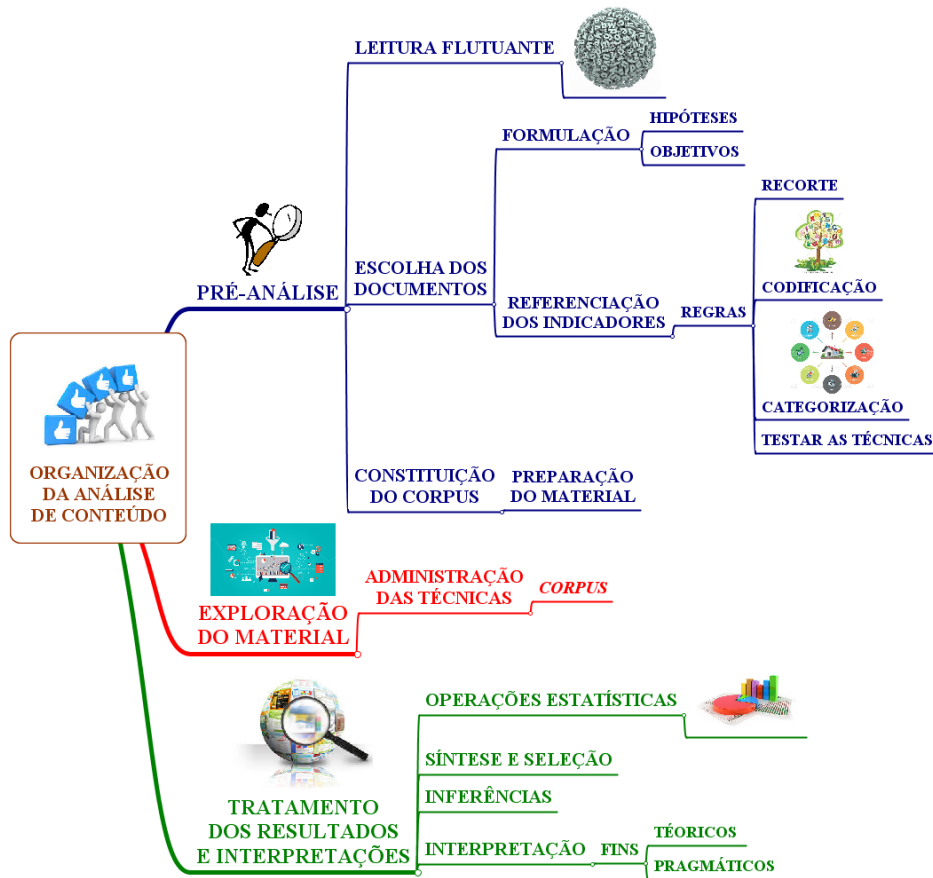 LEITURA FLUTUANTE
FORMULAÇÃO
HIPÓTESES
OBJETIVOS
RECORTE
PRÉ-ANÁLISE
ESCOLHA DOS
DOCUMENTOS
REFERENCIAÇÃO
DOS INDICADORES
REGRAS
CODIFICAÇÃO
CATEGORIZAÇÃO
TESTAR AS TÉCNICAS
CONSTITUIÇÃO
DO CORPUS
PREPARAÇÃO
DO MATERIAL
ORGANIZAÇÃO
DA ANÁLISE
DE CONTEÚDO
EXPLORAÇÃO
DO MATERIAL
ADMINISTRAÇÃO
DAS TÉCNICAS
CORPUS
TRATAMENTO
DOS RESULTADOS
E INTERPRETAÇÕES
OPERAÇÕES ESTATÍSTICAS
SÍNTESE E SELEÇÃO
INFERÊNCIAS
INTERPRETAÇÃO
FINS
TÉORICOS
PRAGMÁTICOS